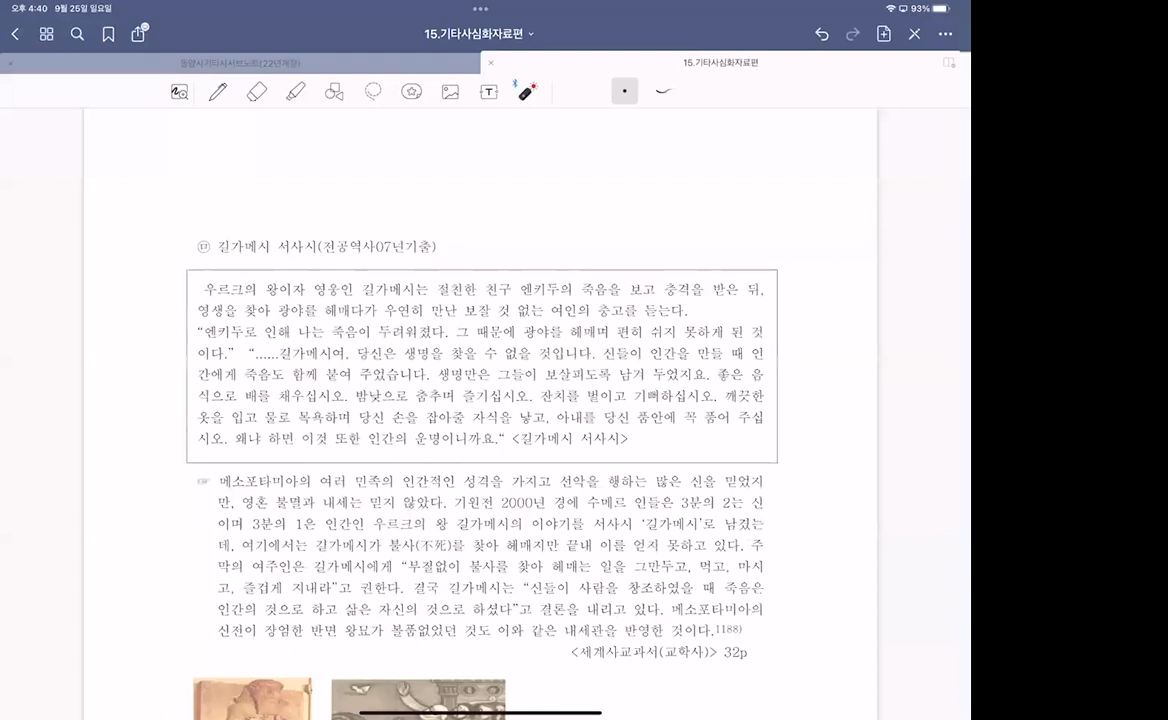 오후 4:40 9월 25일 일요일
93%
15.기타사심화자료편
15.기타사심화자료편
㉤ 길가메시 서사시(전공역사07년기출)
우르크의 왕이자 영웅인 길가메시는 절친한 친구 엔키두의 죽음을 보고 충격을 받은 뒤,
영생을 찾아 광야를 헤매다가 우연히 만난 보잘 것 없는 여인의 충고를 듣는다.
“엔키두로 인해 나는 죽음이 두려워졌다. 그 때문에 광야를 헤매며 편히 쉬지 못하게 된 것
이다.” “……길가메시여, 당신은 생명을 찾을 수 없을 것입니다. 신들이 인간을 만들 때 인
간에게 죽음도 함께 붙여 주었습니다. 생명만은 그들이 보살피도록 남겨 두었지요. 좋은 음
식으로 배를 채우십시오. 밤낮으로 춤추며 즐기십시오. 잔치를 벌이고 기뻐하십시오. 깨끗한
옷을 입고 물로 목욕하며 당신 손을 잡아줄 자식을 낳고, 아내를 당신 품안에 꼭 품어 주십
시오. 왜냐 하면 이것 또한 인간의 운명이니까요.“ <길가메시 서사시>
☞ 메소포타미아의 여러 민족의 인간적인 성격을 가지고 선악을 행하는 많은 신을 믿었지
만, 영혼 불멸과 내세는 믿지 않았다. 기원전 2000년 경에 수메르 인들은 3분의 2는 신
이며 3분의 1은 인간인 우르크의 왕 길가메시의 이야기를 서사시 ‘길가메시’로 남겼는
데, 여기에서는 길가메시가 불사(不死)를 찾아 헤매지만 끝내 이를 얻지 못하고 있다. 주
막의 여주인은 길가메시에게 “부질없이 불사를 찾아 헤매는 일을 그만두고, 먹고, 마시
고, 즐겁게 지내라”고 권한다. 결국 길가메시는 “신들이 사람을 창조하였을 때 죽음은
인간의 것으로 하고 삶은 자신의 것으로 하셨다”고 결론을 내리고 있다. 메소포타미아의
신전이 장엄한 반면 왕묘가 볼품없었던 것도 이와 같은 내세관을 반영한 것이다.1188)
<세계사교과서(교학사)> 32p